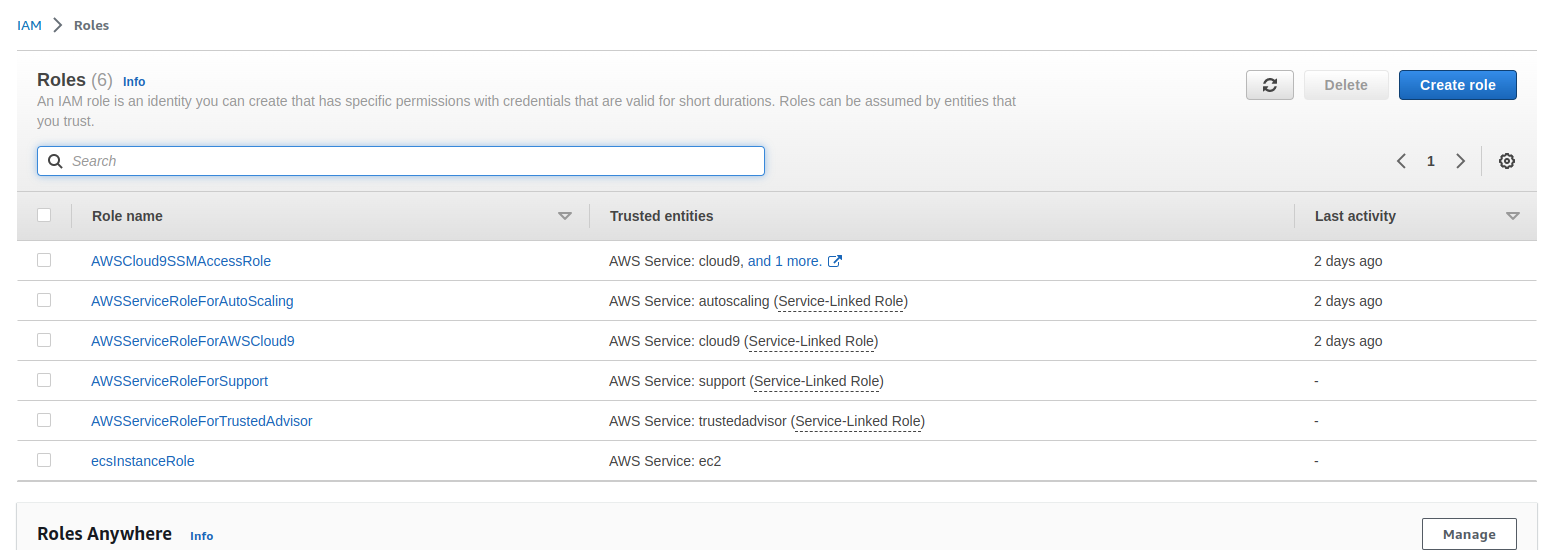 IAM > Roles
Roles (6) Info
An IAM role is an identity you can create that has specific permissions with credentials that are valid for short durations. Roles can be assumed by entities that
you trust.
Delete
Create role
Search
1
Role name Trusted entities Last activity
AWSCloud9SSMAccessRole AWS Service: cloud9, and 1 more. 2 days ago
AWSServiceRoleForAutoScaling AWS Service: autoscaling (Service-Linked Role) 2 days ago
AWSServiceRoleForAWSCloud9 AWS Service: cloud9 (Service-Linked Role) 2 days ago
AWSServiceRoleForSupport AWS Service: support (Service-Linked Role) -
AWSServiceRoleForTrustedAdvisor AWS Service: trustedadvisor (Service-Linked Role) -
ecsInstanceRole AWS Service: ec2 -
Roles Anywhere Info Manage